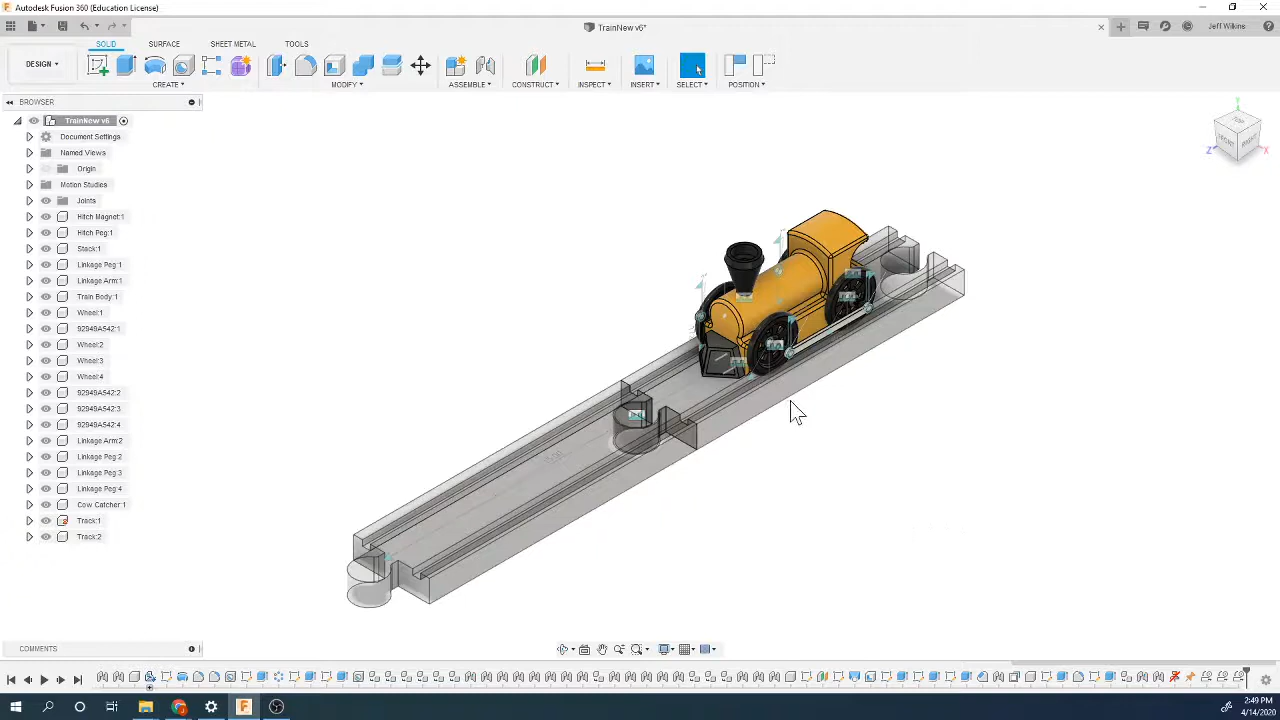 Autodesk Fusion 360 (Education License)
TrainNew v6*
Jeff Wilkins
SOLID
SURFACE
SHEET METAL
TOOLS
DESIGN
CREATE
MODIFY
ASSEMBLE
CONSTRUCT
INSPECT
INSERT
SELECT
POSITION
BROWSER
TrainNew v6
Document Settings
Named Views
Origin
Motion Studies
Joints
Hitch Magnet:1
Hitch Peg:1
Stack:1
Linkage Peg:1
Linkage Arm:1
Train Body:1
Wheel:1
92949A542:1
Wheel:2
Wheel:3
Wheel:4
92949A542:2
92949A542:3
92949A542:4
Linkage Arm:2
Linkage Peg:2
Linkage Peg:3
Linkage Peg:4
Cow Catcher:1
Track:1
Track:2
TOP
FRONT
RIGHT
Y
Z
X
COMMENTS
2:49 PM
4/14/2020